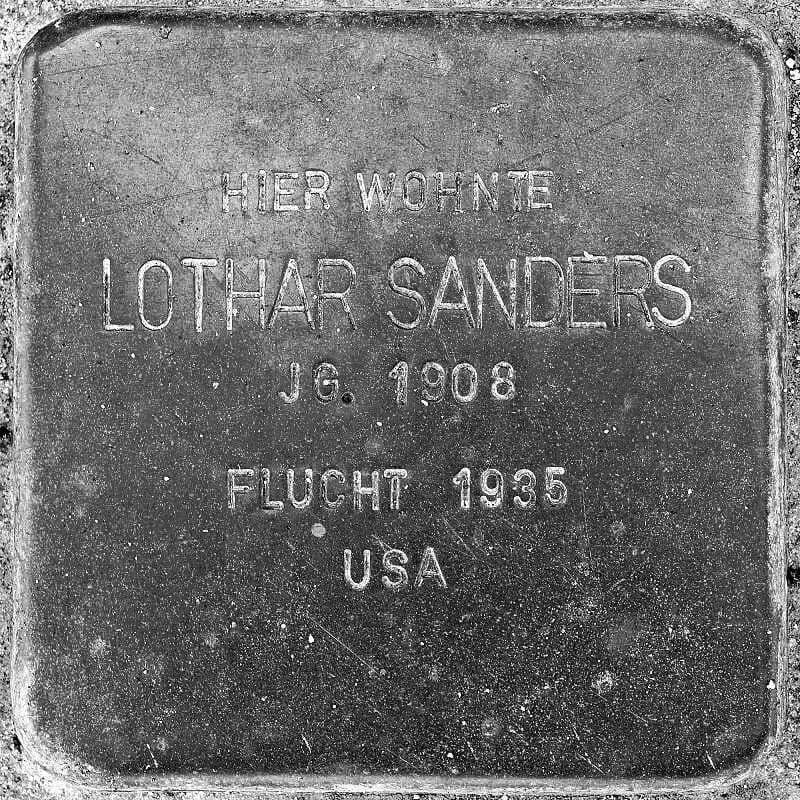 HIER WOHNTE
LOTHAR SANDERS
JG. 1908
FLUCHT 1935
USA